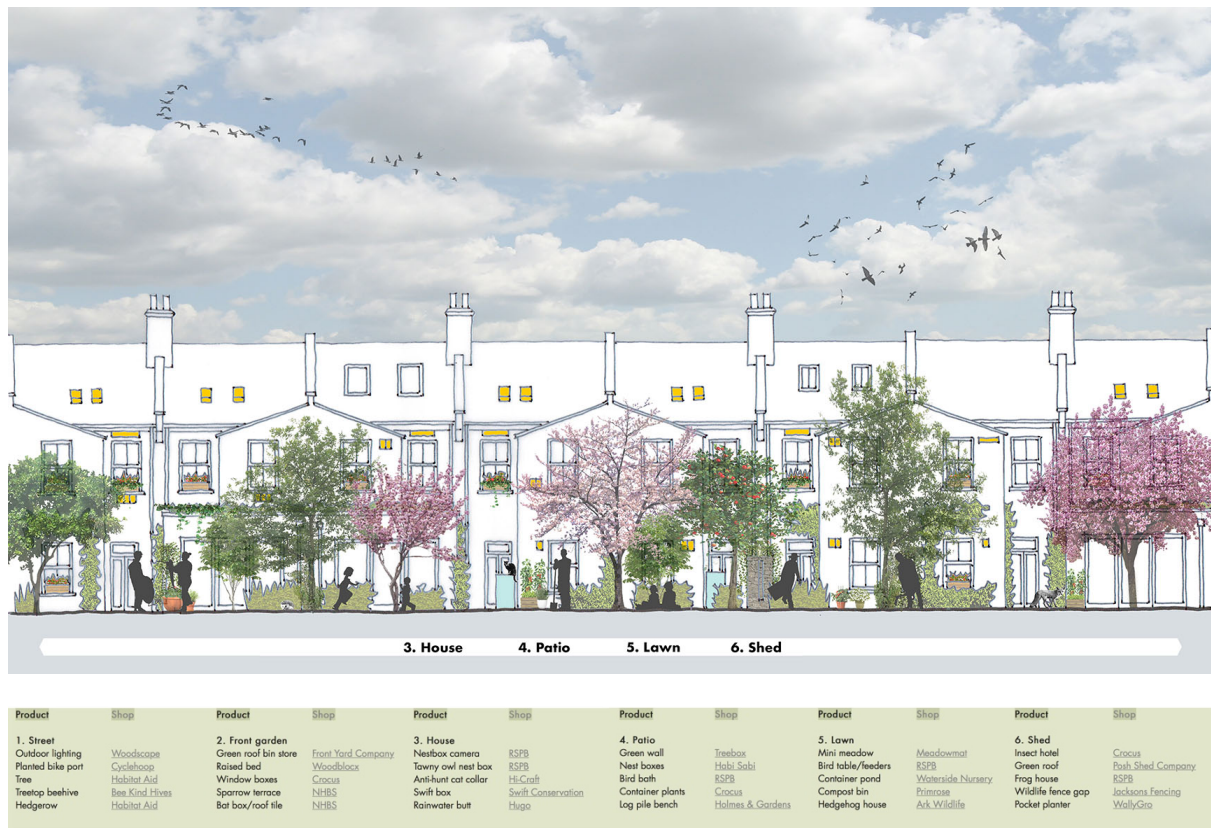 3. House 4. Patio 5. Lawn 6. Shed
Product Shop
1. Street
Outdoor lighting Woodscape
Planted bike port Cyclehoop
Tree Habitat Aid
Treetop beehive Bee Kind Hives
Hedgerow Habitat Aid
Product Shop
2. Front garden
Green roof bin store Front Yard Company
Raised bed Woodblocx
Window boxes Crocus
Sparrow terrace NHBS
Bat box/roof tile NHBS
Product Shop
3. House
Nestbox camera RSPB
Tawny owl nest box RSPB
Anti-hunt cat collar Hi-Craft
Swift box Swift Conservation
Rainwater butt Hugo
Product Shop
4. Patio
Green wall Treebox
Nest boxes Habi Sabi
Bird bath RSPB
Container plants Crocus
Log pile bench Holmes & Gardens
Product Shop
5. Lawn
Mini meadow Meadowmat
Bird table/feeders RSPB
Container pond Waterside Nursery
Compost bin Primrose
Hedgehog house Ark Wildlife
Product Shop
6. Shed
Insect hotel Crocus
Green roof Posh Shed Company
Frog house RSPB
Wildlife fence gap Jacksons Fencing
Pocket planter WallyGro